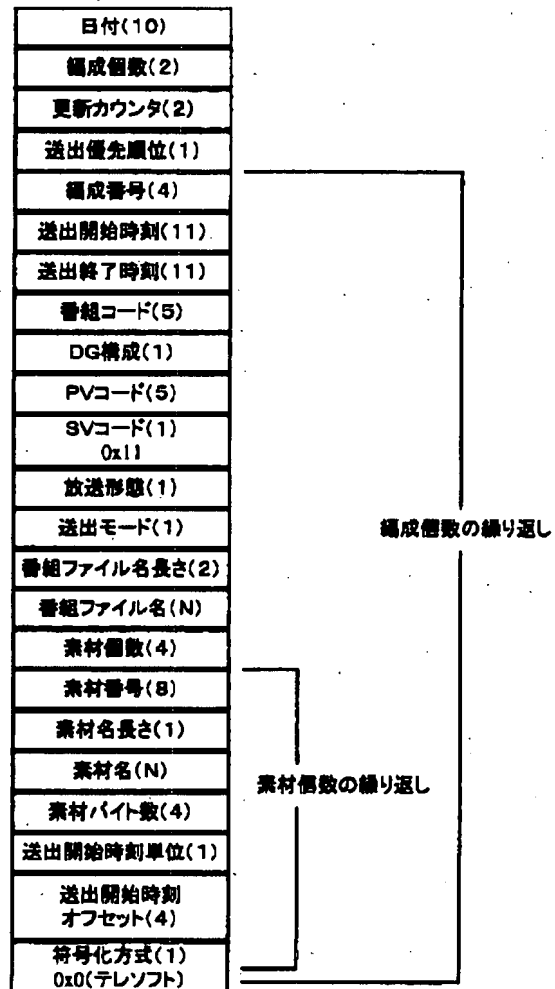 日付(10)
編成個数(2)
更新カウンタ(2)
送出優先順位(1)
編成番号(4)
送出開始時刻(11)
送出終了時刻(11)
番組コード(5)
DG構成(1)
PVコード(5)
SVコード(1)
0x11
放送形態(1)
送出モード(1)
番組ファイル名長さ(2)
番組ファイル名(N)
素材個数(4)
素材番号(8)
素材名長さ(1)
素材名(N)
素材バイト数(4)
送出開始時刻単位(1)
送出開始時刻
オフセット(4)
符号化方式(1)
0x0(テレソフト)
編成個数の繰り返し
素材個数の繰り返し